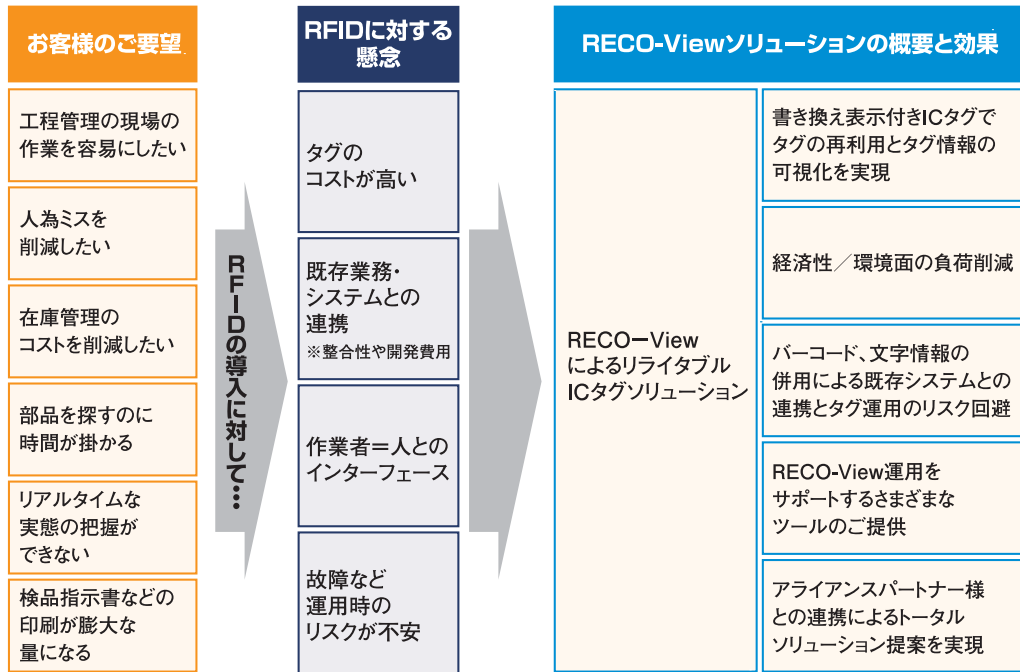 お客様のご要望
工程管理の現場の
作業を容易にしたい
人為ミスを
削減したい
在庫管理の
コストを削減したい
部品を探すのに
時間が掛かる
リアルタイムな
実態の把握が
できない
検品指示書などの
印刷が膨大な
量になる
RFIDの導入に対して…
RFIDに対する
懸念
タグの
コストが高い
既存業務・
システムとの
連携
※整合性や開発費用
作業者＝人との
インターフェース
故障など
運用時の
リスクが不安
RECO-Viewソリューションの概要と効果
RECOーView
によるリライタブル
ICタグソリューション
書き換え表示付きICタグで
タグの再利用とタグ情報の
可視化を実現
経済性／環境面の負荷削減
バーコード、文字情報の
併用による既存システムとの
連携とタグ運用のリスク回避
RECO-View運用を
サポートするさまざまな
ツールのご提供
アライアンスパートナー様
との連携によるトータル
ソリューション提案を実現